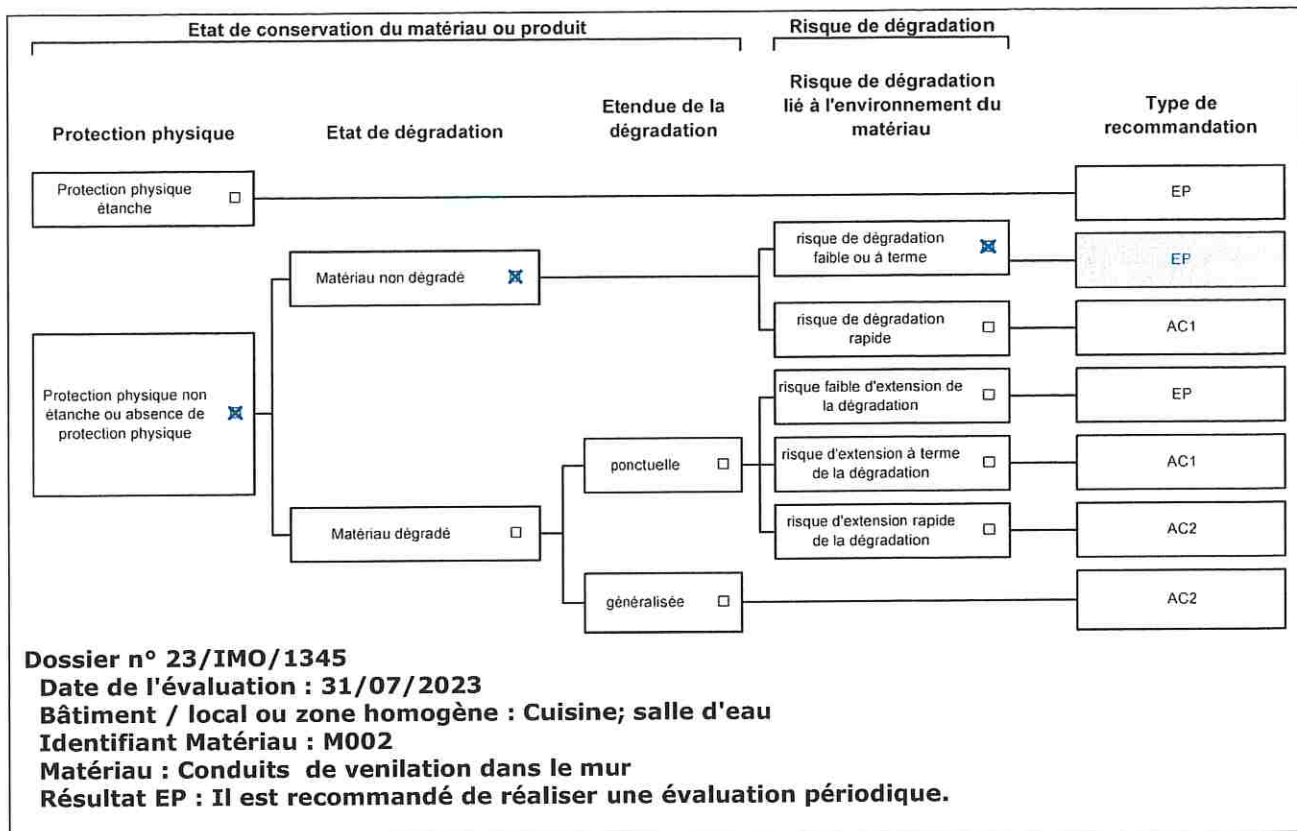 Etat de conservation du matériau ou produit
Risque de dégradation
Protection physique
Etat de dégradation
Etendue de la
dégradation
Risque de dégradation
lié à l'environnement du
matériau
Type de
recommandation
Protection physique
étanche
EP
risque de dégradation
faible ou à terme
EP
Matériau non dégradé
risque de dégradation
rapide
AC1
Protection physique non
étanche ou absence de
protection physique
risque faible d'extension de
la dégradation
EP
ponctuelle
risque d'extension à terme
de la dégradation
AC1
Matériau dégradé
risque d'extension rapide
de la dégradation
AC2
généralisée
AC2
Dossier n° 23/IMO/1345
Date de l'évaluation : 31/07/2023
Bâtiment / local ou zone homogène : Cuisine; salle d'eau
Identifiant Matériau : M002
Matériau : Conduits de venilation dans le mur
Résultat EP : Il est recommandé de réaliser une évaluation périodique.